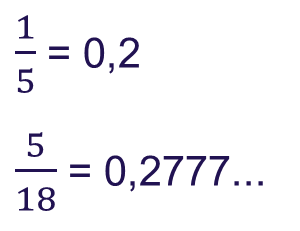 1/5 = 0,2
5/18 = 0,2777...